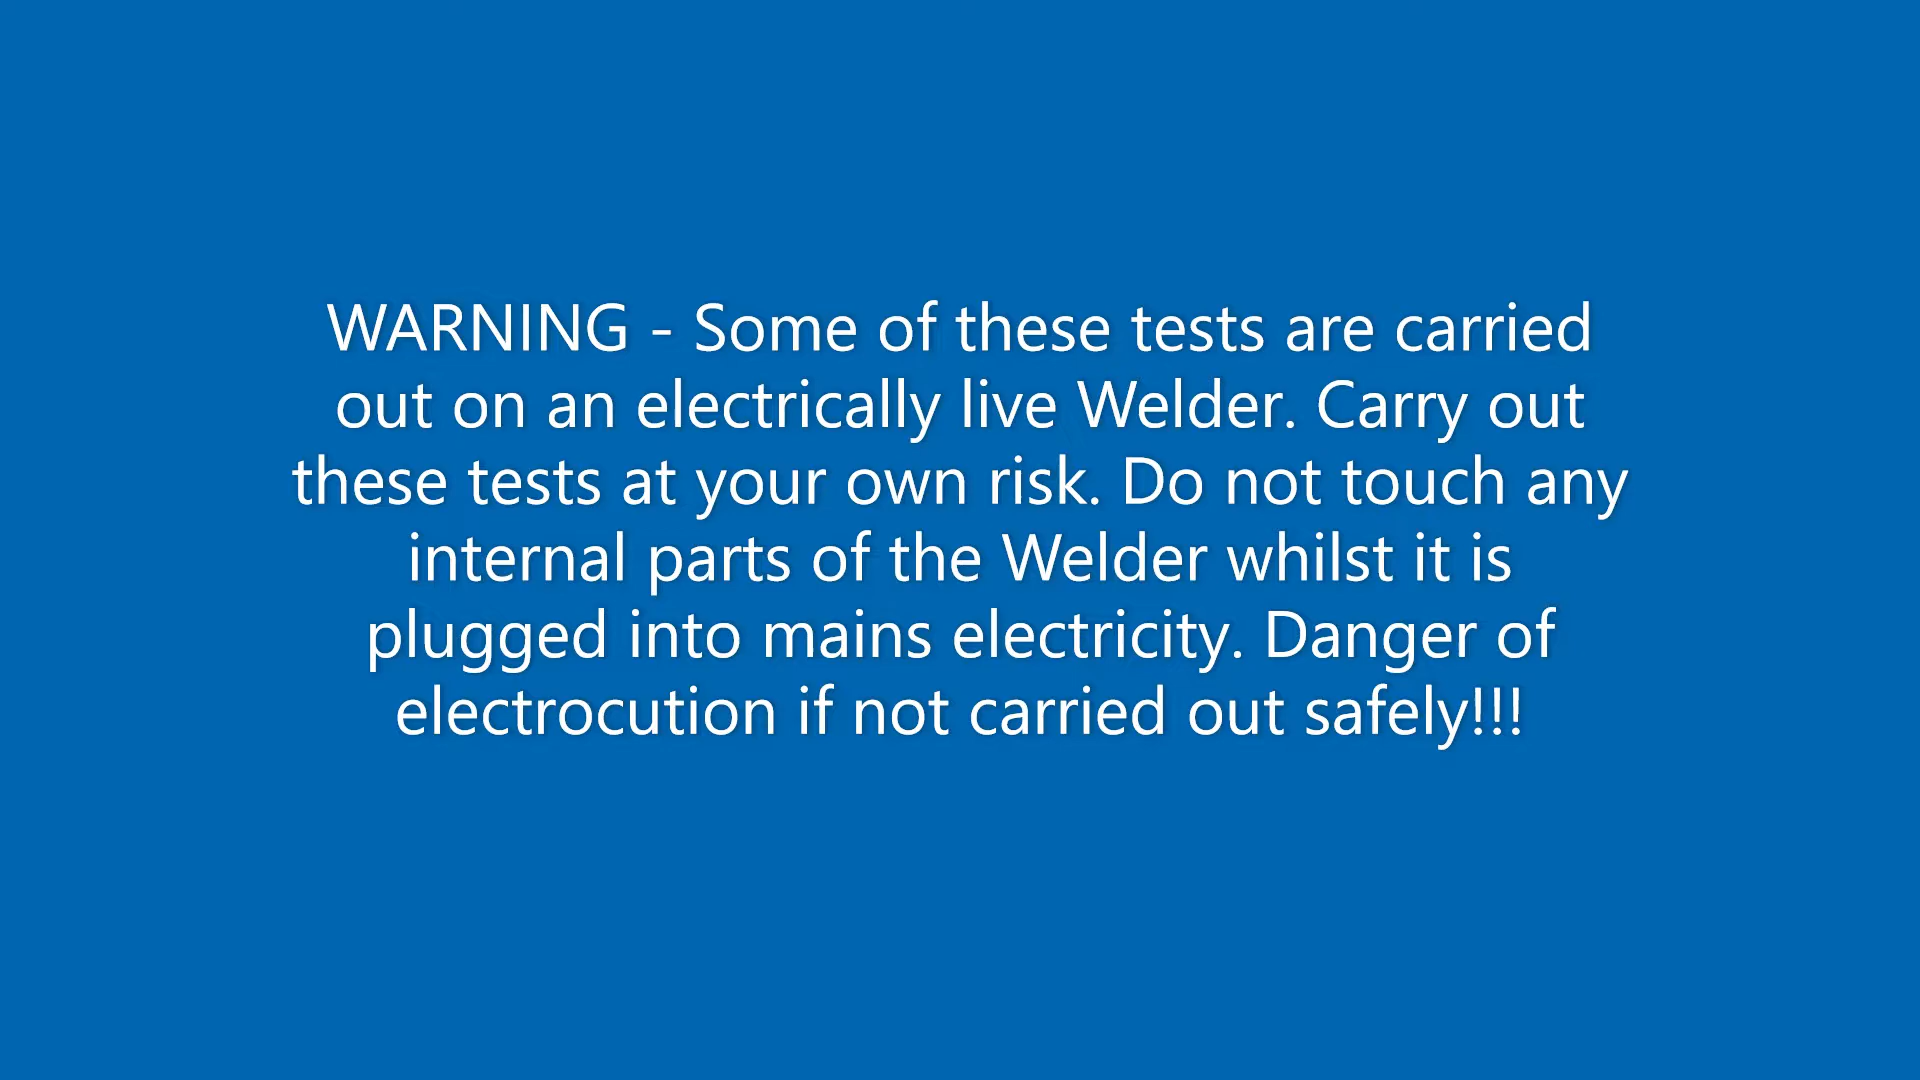 WARNING - Some of these tests are carried
out on an electrically live Welder. Carry out
these tests at your own risk. Do not touch any
internal parts of the Welder whilst it is
plugged into mains electricity. Danger of
electrocution if not carried out safely!!!